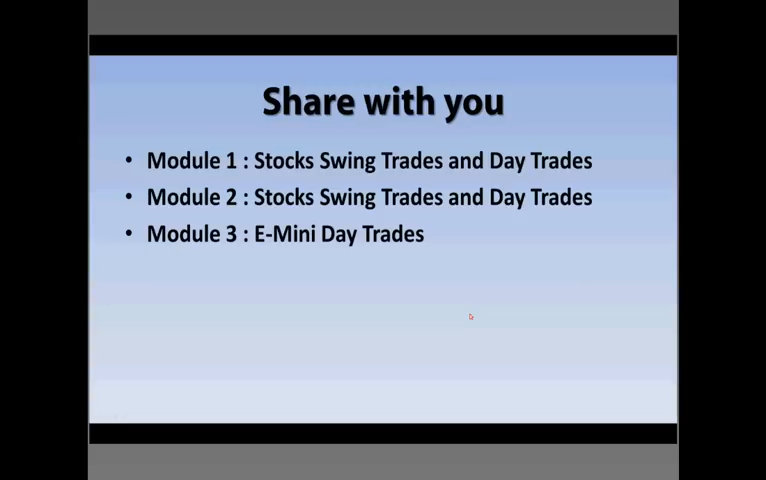 Share with you
• Module 1 : Stocks Swing Trades and Day Trades
• Module 2 : Stocks Swing Trades and Day Trades
• Module 3 : E-Mini Day Trades